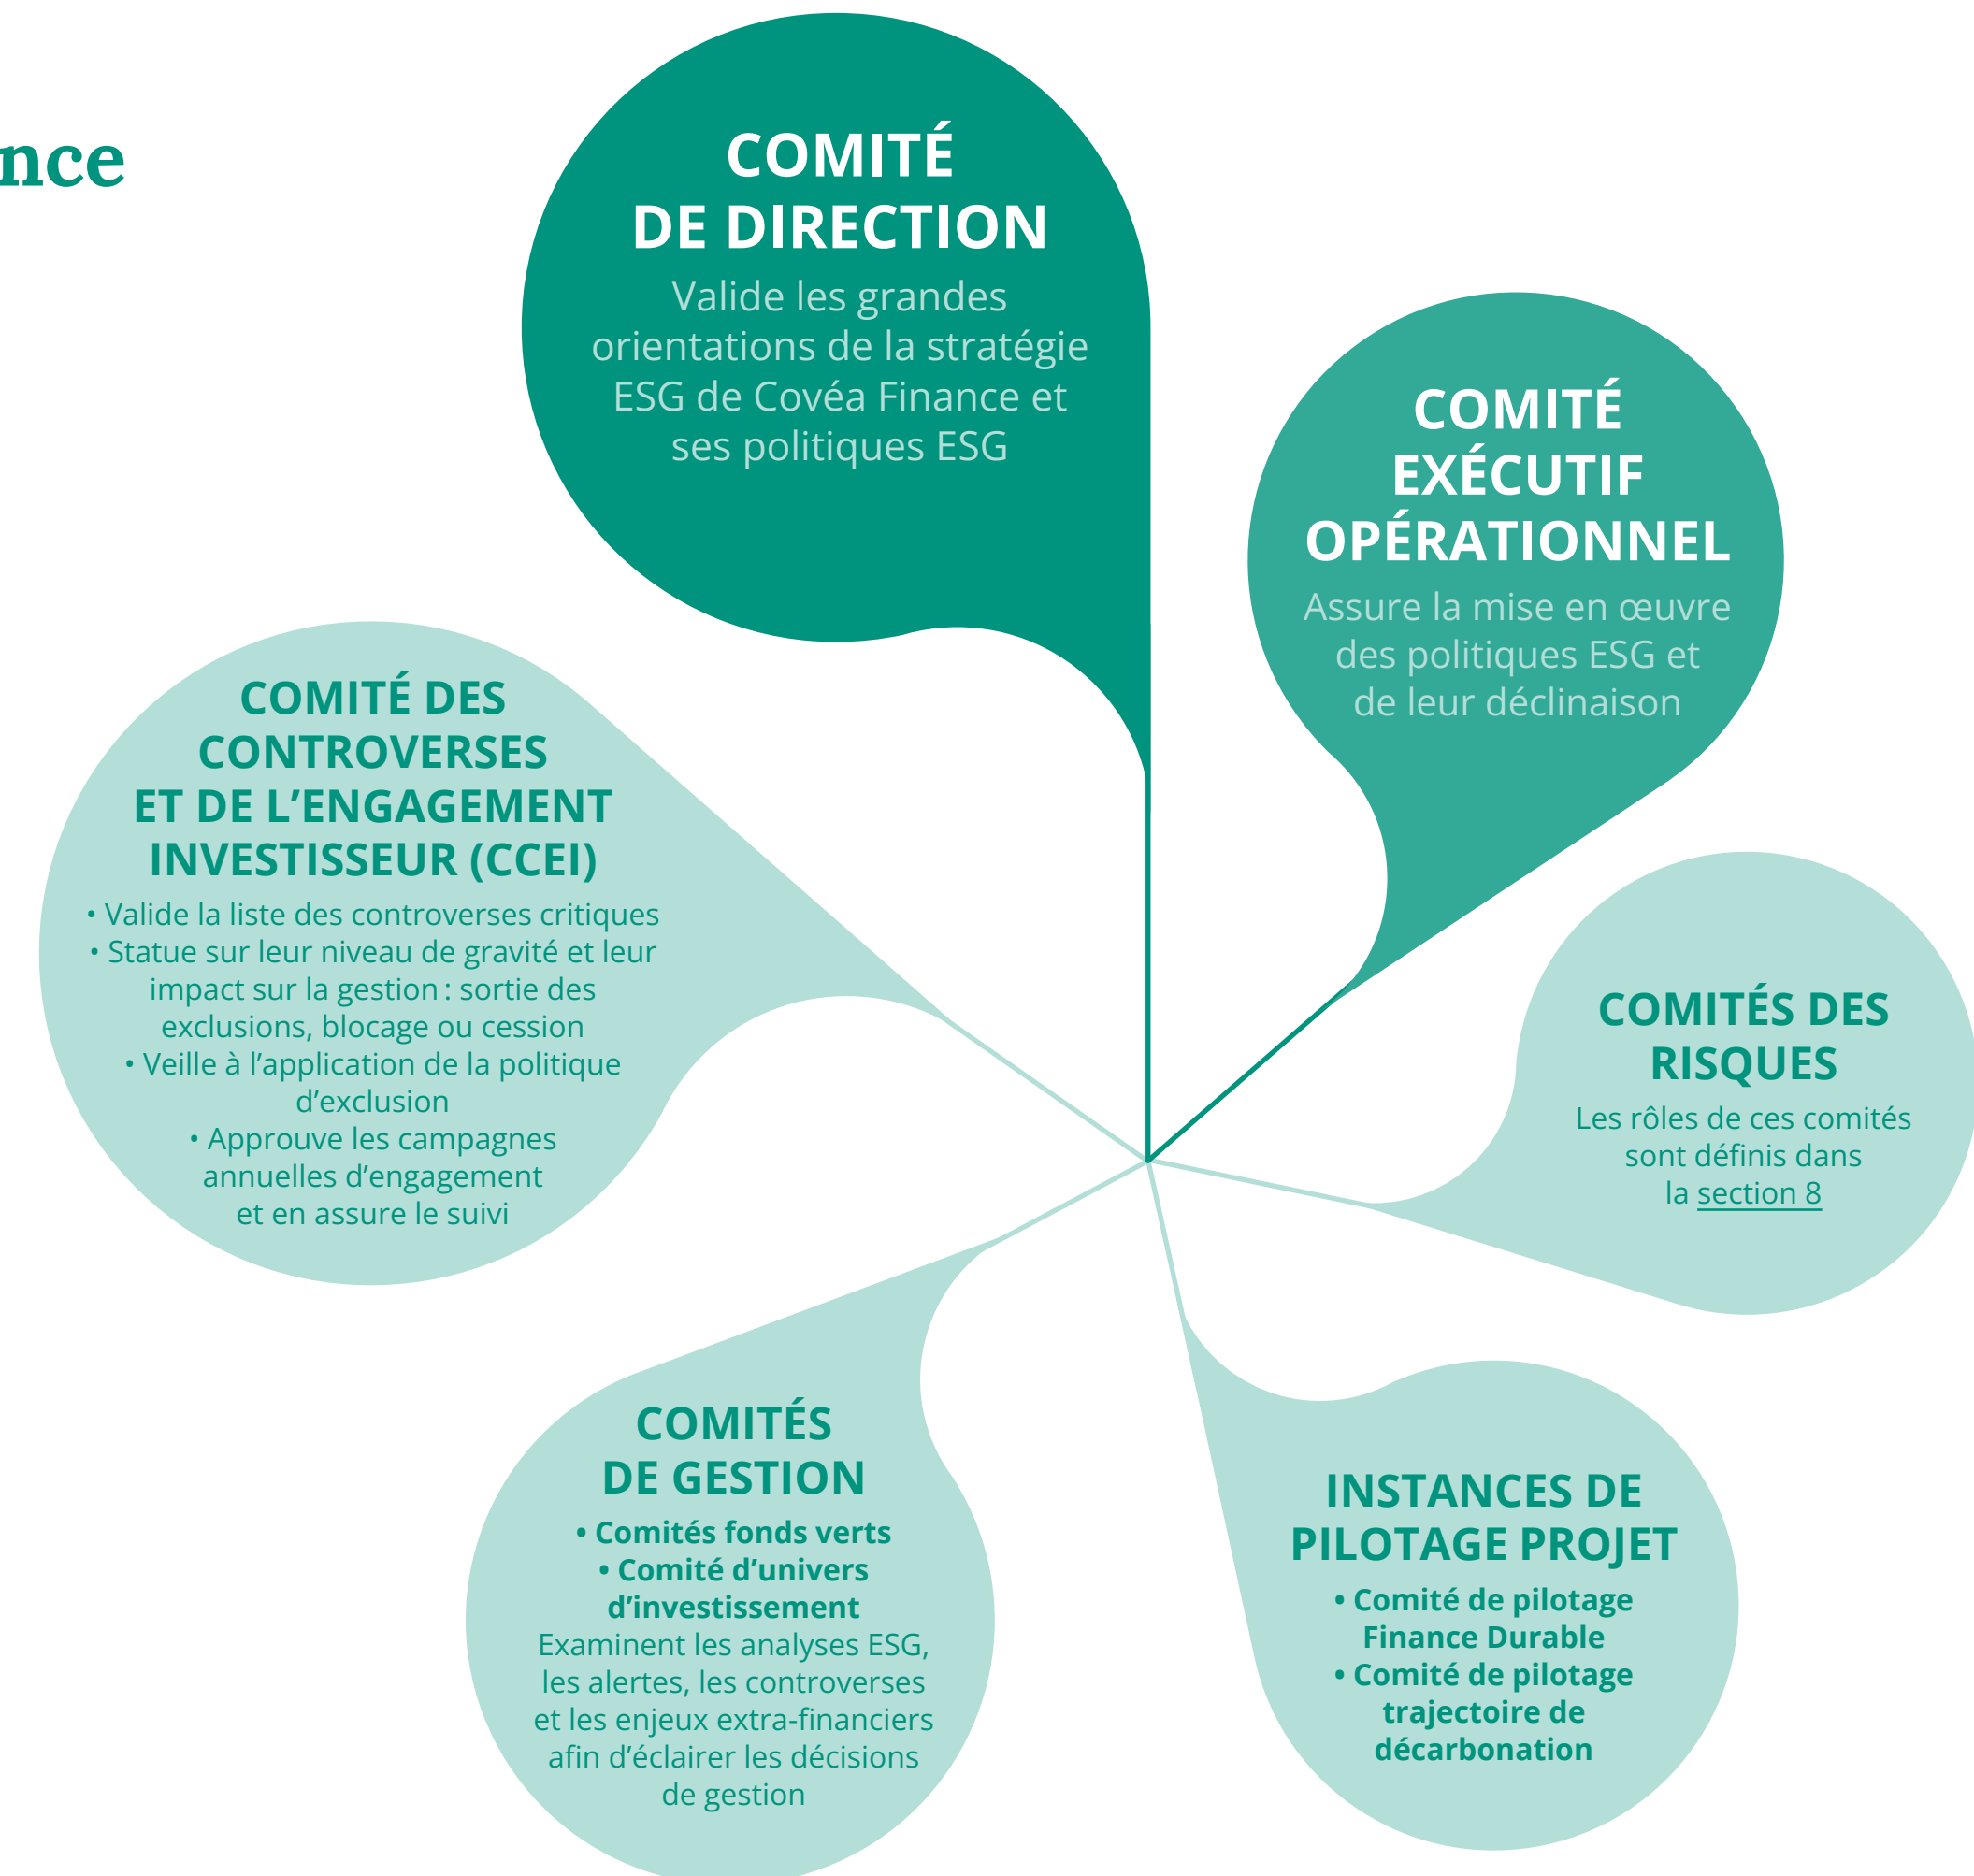 nce
COMITÉ
DE DIRECTION
Valide les grandes
orientations de la stratégie
ESG de Covéa Finance et
ses politiques ESG
COMITÉ
EXÉCUTIF
OPÉRATIONNEL
Assure la mise en œuvre
des politiques ESG et
de leur déclinaison
COMITÉ DES
CONTROVERSES
ET DE L’ENGAGEMENT
INVESTISSEUR (CCEI)
• Valide la liste des controverses critiques
• Statue sur leur niveau de gravité et leur
impact sur la gestion : sortie des
exclusions, blocage ou cession
• Veille à l’application de la politique
d’exclusion
• Approuve les campagnes
annuelles d’engagement
et en assure le suivi
COMITÉS DES
RISQUES
Les rôles de ces comités
sont définis dans
la section 8
COMITÉS
DE GESTION
• Comités fonds verts
• Comité d’univers
d’investissement
Examinent les analyses ESG,
les alertes, les controverses
et les enjeux extra-financiers
afin d’éclairer les décisions
de gestion
INSTANCES DE
PILOTAGE PROJET
• Comité de pilotage
Finance Durable
• Comité de pilotage
trajectoire de
décarbonation